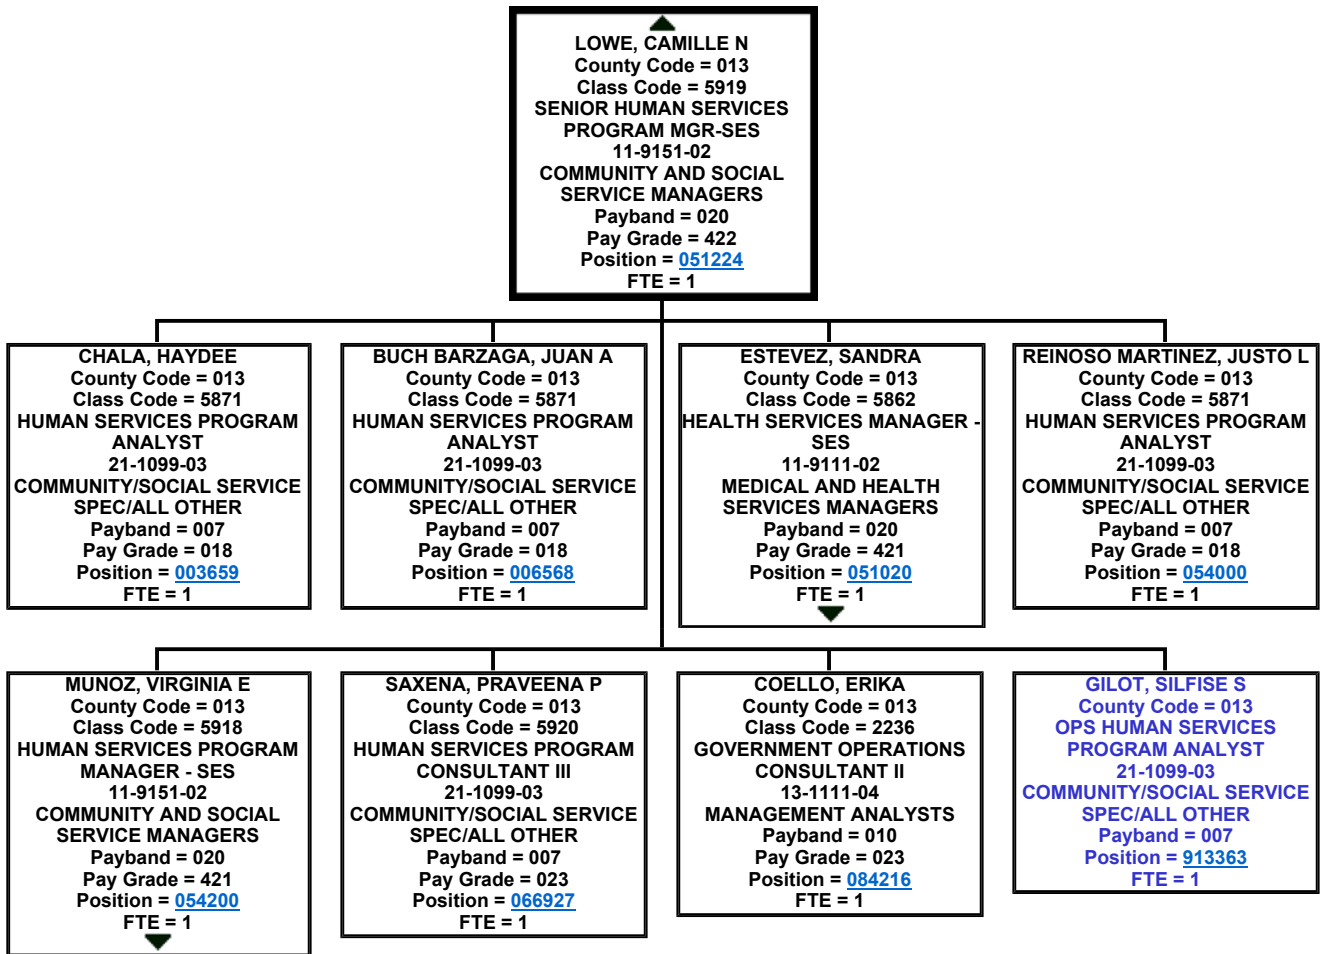 LOWE, CAMILLE N
County Code = 013
Class Code = 5919
SENIOR HUMAN SERVICES
PROGRAM MGR-SES
11-9151-02
COMMUNITY AND SOCIAL
SERVICE MANAGERS
Payband = 020
Pay Grade = 422
Position = 051224
FTE = 1
CHALA, HAYDEE
County Code = 013
Class Code = 5871
HUMAN SERVICES PROGRAM
ANALYST
21-1099-03
COMMUNITY/SOCIAL SERVICE
SPEC/ALL OTHER
Payband = 007
Pay Grade = 018
Position = 003659
FTE = 1
BUCH BARZAGA, JUAN A
County Code = 013
Class Code = 5871
HUMAN SERVICES PROGRAM
ANALYST
21-1099-03
COMMUNITY/SOCIAL SERVICE
SPEC/ALL OTHER
Payband = 007
Pay Grade = 018
Position = 006568
FTE = 1
ESTEVEZ, SANDRA
County Code = 013
Class Code = 5862
HEALTH SERVICES MANAGER -
SES
11-9111-02
MEDICAL AND HEALTH
SERVICES MANAGERS
Payband = 020
Pay Grade = 421
Position = 051020
FTE = 1
REINOSO MARTINEZ, JUSTO L
County Code = 013
Class Code = 5871
HUMAN SERVICES PROGRAM
ANALYST
21-1099-03
COMMUNITY/SOCIAL SERVICE
SPEC/ALL OTHER
Payband = 007
Pay Grade = 018
Position = 054000
FTE = 1
MUNOZ, VIRGINIA E
County Code = 013
Class Code = 5918
HUMAN SERVICES PROGRAM
MANAGER - SES
11-9151-02
COMMUNITY AND SOCIAL
SERVICE MANAGERS
Payband = 020
Pay Grade = 421
Position = 054200
FTE = 1
SAXENA, PRAVEENA P
County Code = 013
Class Code = 5920
HUMAN SERVICES PROGRAM
CONSULTANT III
21-1099-03
COMMUNITY/SOCIAL SERVICE
SPEC/ALL OTHER
Payband = 007
Pay Grade = 023
Position = 066927
FTE = 1
COELLO, ERIKA
County Code = 013
Class Code = 2236
GOVERNMENT OPERATIONS
CONSULTANT II
13-1111-04
MANAGEMENT ANALYSTS
Payband = 010
Pay Grade = 023
Position = 084216
FTE = 1
GILOT, SILFISE S
County Code = 013
OPS HUMAN SERVICES
PROGRAM ANALYST
21-1099-03
COMMUNITY/SOCIAL SERVICE
SPEC/ALL OTHER
Payband = 007
Position = 913363
FTE = 1